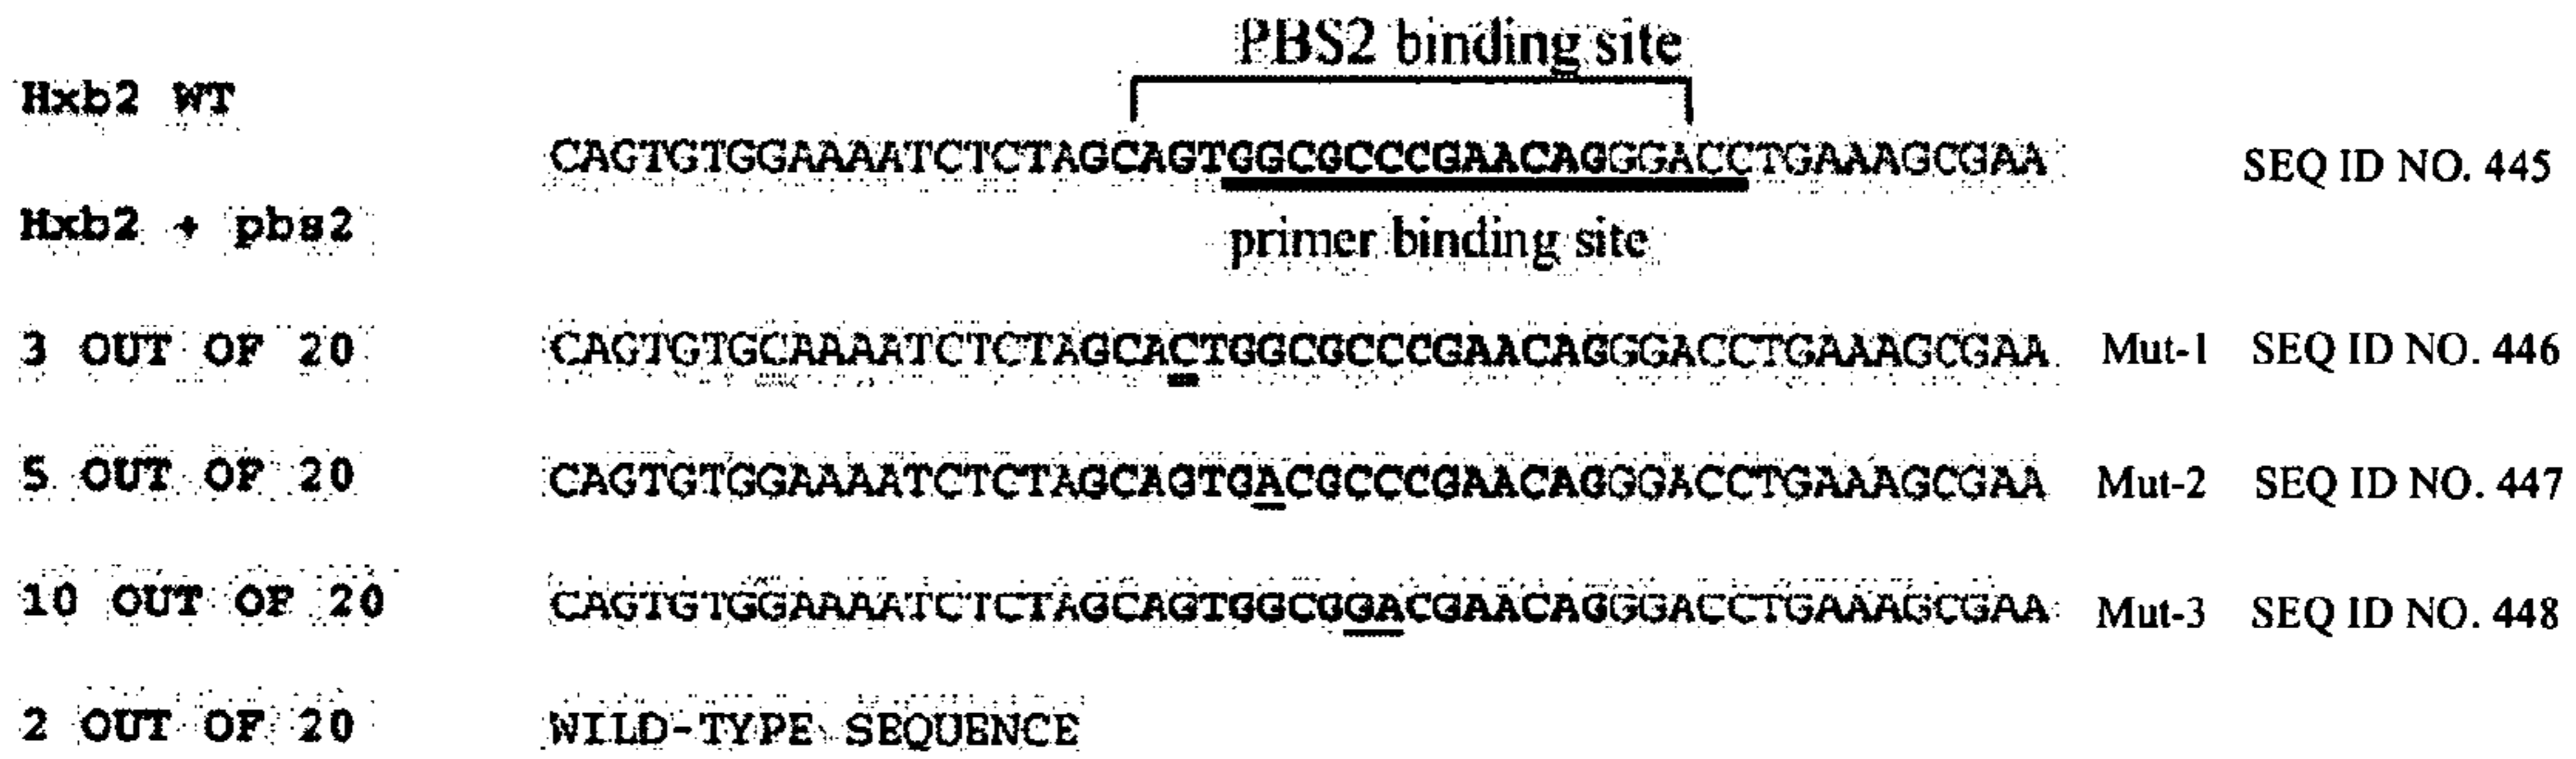 PBS2 binding site
Hxb2 WT
CAGTGTGGAAAATCTCTAGCAGTGGCGCCCGAACAGGGACCTGAAAGCGAA SEQ ID NO. 445
Hxb2 + pbs2
primer binding site
3 OUT OF 20 CAGTGTGCAAAATCTCTAGCACTGGCGCCCGAACAGGGACCTGAAAGCGAA Mut-1 SEQ ID NO. 446
5 OUT OF 20 CAGTGTGGAAAATCTCTAGCAGTGACGCCCGAACAGGGACCTGAAAGCGAA Mut-2 SEQ ID NO. 447
10 OUT OF 20 CAGTGTGGAAAATCTCTAGCAGTGGCGGACGAACAGGGACCTGAAAGCGAA Mut-3 SEQ ID NO. 448
2 OUT OF 20 WILD-TYPE SEQUENCE